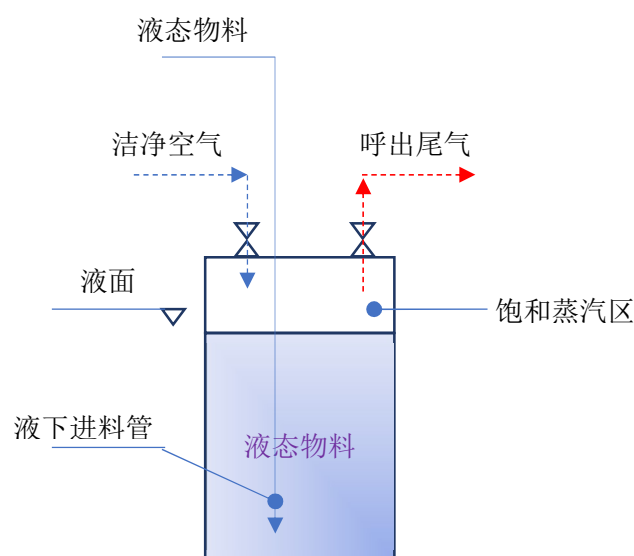 液态物料
洁净空气
呼出尾气
液面
饱和蒸汽区
液下进料管
液态物料